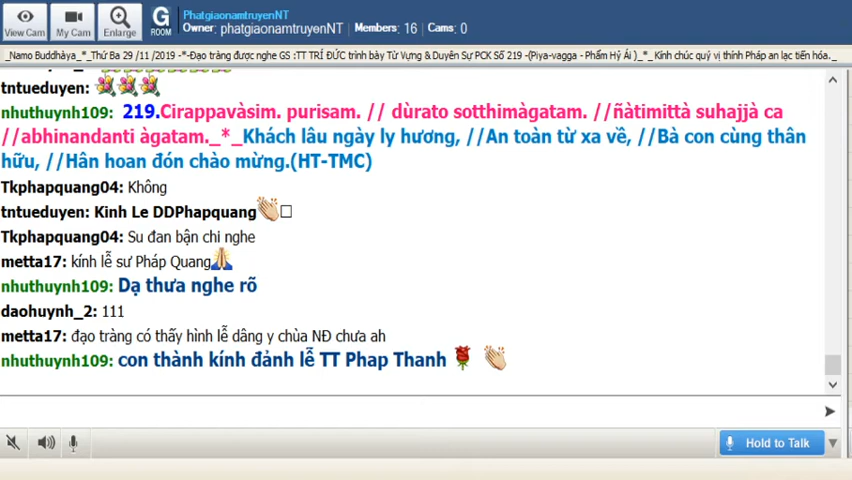 PhatgiaonamtruyenNT
Owner: phatgiaonamtruyenNT Members: 16 Cams: 0
View Cam My Cam Enlarge G ROOM
_Namo Buddhàya_*_Thứ Ba 29 /11 /2019 -*-Đạo tràng được nghe GS :TT TRÍ ĐỨC trình bày Từ Vựng & Duyên Sự PCK Số 219 -(Piya-vagga - Phẩm Hỷ Ái )_*_ Kính chúc quý vị thính Pháp an lạc tiến hóa._
tntueduyen:
nhuthuynh109: 219.Cirappavàsim. purisam. // dùrato sotthimàgatam. //ñàtimittà suhajjà ca
//abhinandanti àgatam._*_Khách lâu ngày ly hương, //An toàn từ xa về, //Bà con cùng thân
hữu, //Hân hoan đón chào mừng.(HT-TMC)
Tkphapquang04: Không
tntueduyen: Kinh Le DDPhapquang
Tkphapquang04: Su đan bận chi nghe
metta17: kính lễ sư Pháp Quang
nhuthuynh109: Dạ thưa nghe rõ
daohuynh_2: 111
metta17: đạo tràng có thấy hình lễ dâng y chùa NĐ chưa ah
nhuthuynh109: con thành kính đảnh lễ TT Phap Thanh
Hold to Talk